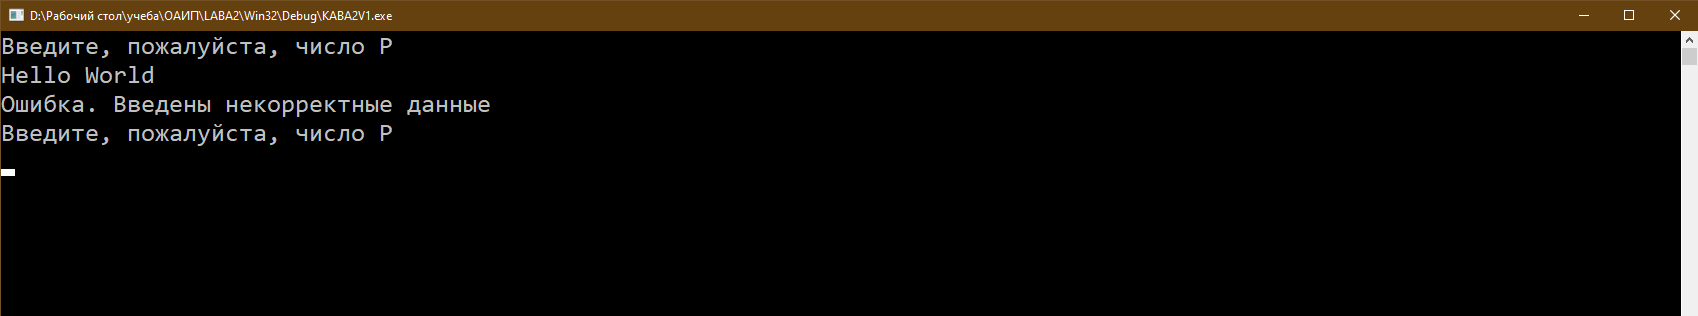 D:\Рабочий стол\учеба\ОАИП\LABA2\Win32\Debug\KABA2V1.exe
Введите, пожалуйста, число P
Hello World
Ошибка. Введены некорректные данные
Введите, пожалуйста, число P